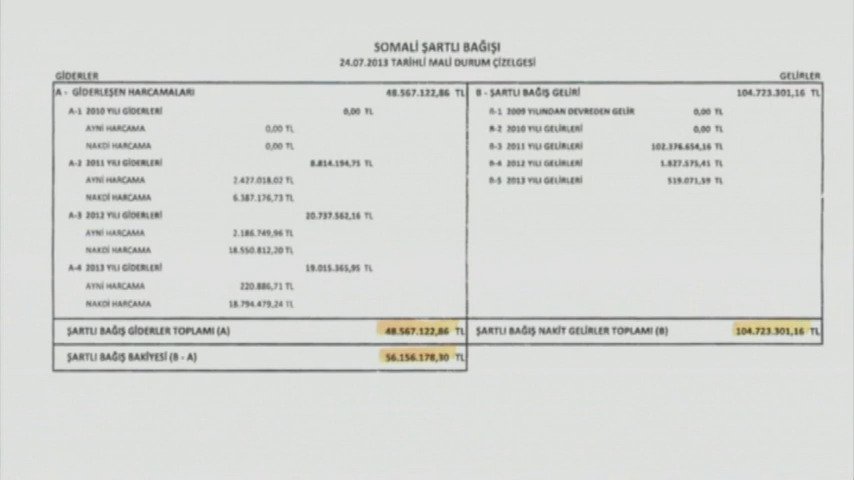 SOMALİ ŞARTLI BAĞIŞI
24.07.2013 TARİHLİ MALİ DURUM ÇİZELGESİ
GİDERLER GELİRLER
A - GİDERLEŞEN HARCAMALARI 48.567.122,86 TL B - ŞARTLI BAĞIŞ GELİRİ 104.723.301,16 TL
A-1 2010 YILI GİDERLERİ 0,00 TL B-1 2009 YILINDAN DEVREDEN GELİR 0,00 TL
AYNİ HARCAMA 0,00 TL B-2 2010 YILI GELİRLERİ 0,00 TL
NAKDİ HARCAMA 0,00 TL B-3 2011 YILI GELİRLERİ 102.376.654,16 TL
A-2 2011 YILI GİDERLERİ 8.814.194,75 TL B-4 2012 YILI GELİRLERİ 1.827.575,41 TL
AYNİ HARCAMA 2.427.018,02 TL B-5 2013 YILI GELİRLERİ 519.071,59 TL
NAKDİ HARCAMA 6.387.176,73 TL
A-3 2012 YILI GİDERLERİ 20.737.562,16 TL
AYNİ HARCAMA 2.186.749,96 TL
NAKDİ HARCAMA 18.550.812,20 TL
A-4 2013 YILI GİDERLERİ 19.015.365,95 TL
AYNİ HARCAMA 220.886,71 TL
NAKDİ HARCAMA 18.794.479,24 TL
ŞARTLI BAĞIŞ GİDERLER TOPLAMI (A) 48.567.122,86 TL ŞARTLI BAĞIŞ NAKİT GELİRLER TOPLAMI (B) 104.723.301,16 TL
ŞARTLI BAĞIŞ BAKİYESİ (B - A) 56.156.178,30 TL